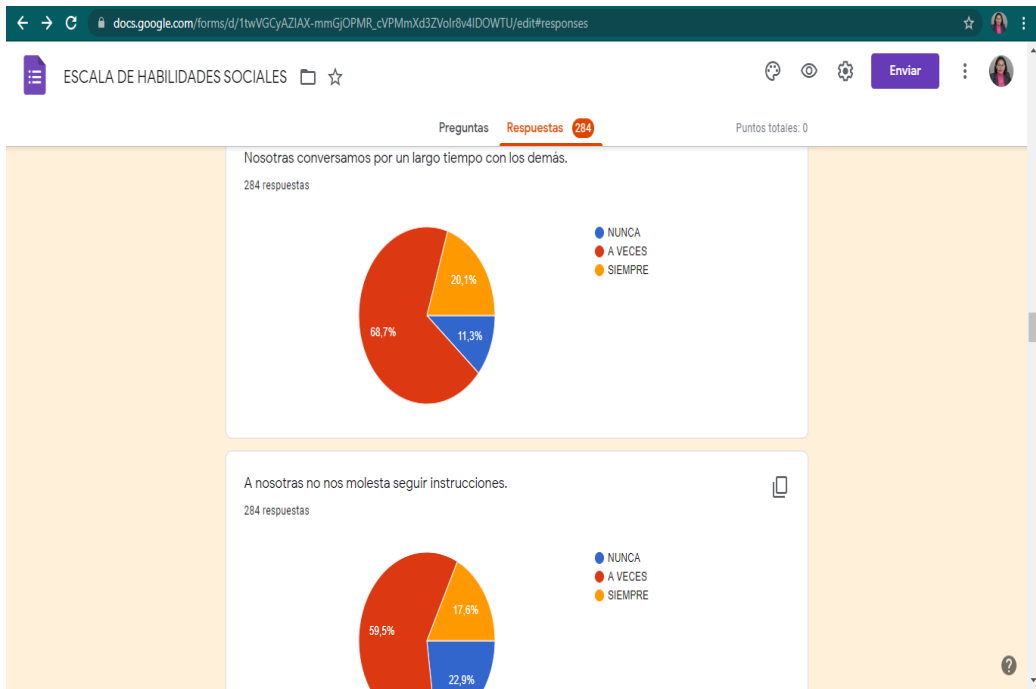 docs.google.com/forms/d/1twVGCyAZIAX-mmGjOPMR_cVPMmXd3ZVolr8v4IDOWTU/edit#responses
ESCALA DE HABILIDADES SOCIALES
Enviar
Preguntas Respuestas 284 Puntos totales: 0
Nosotras conversamos por un largo tiempo con los demás.
284 respuestas
NUNCA
A VECES
SIEMPRE
20,1%
68,7%
11,3%
A nosotras no nos molesta seguir instrucciones.
284 respuestas
NUNCA
A VECES
SIEMPRE
17,6%
59,5%
22,9%